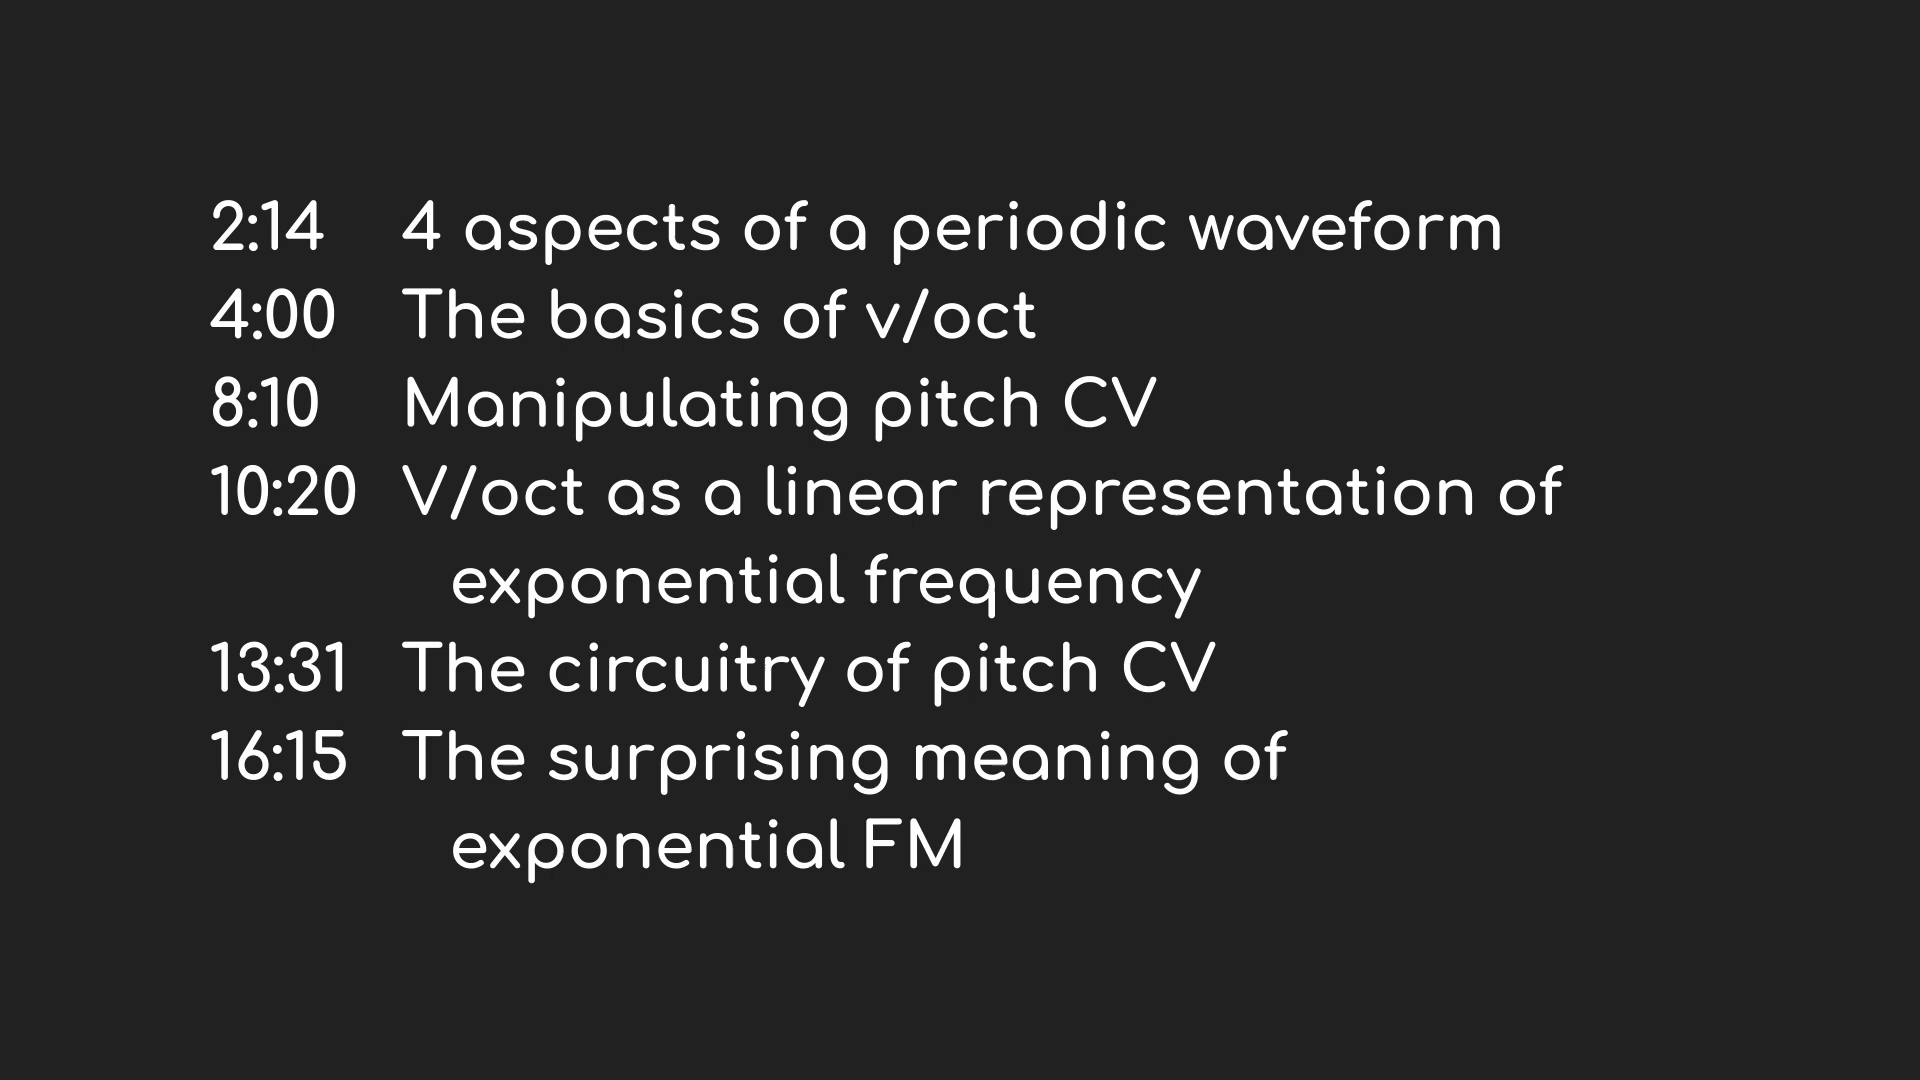 2:14 4 aspects of a periodic waveform
4:00 The basics of v/oct
8:10 Manipulating pitch CV
10:20 V/oct as a linear representation of
exponential frequency
13:31 The circuitry of pitch CV
16:15 The surprising meaning of
exponential FM